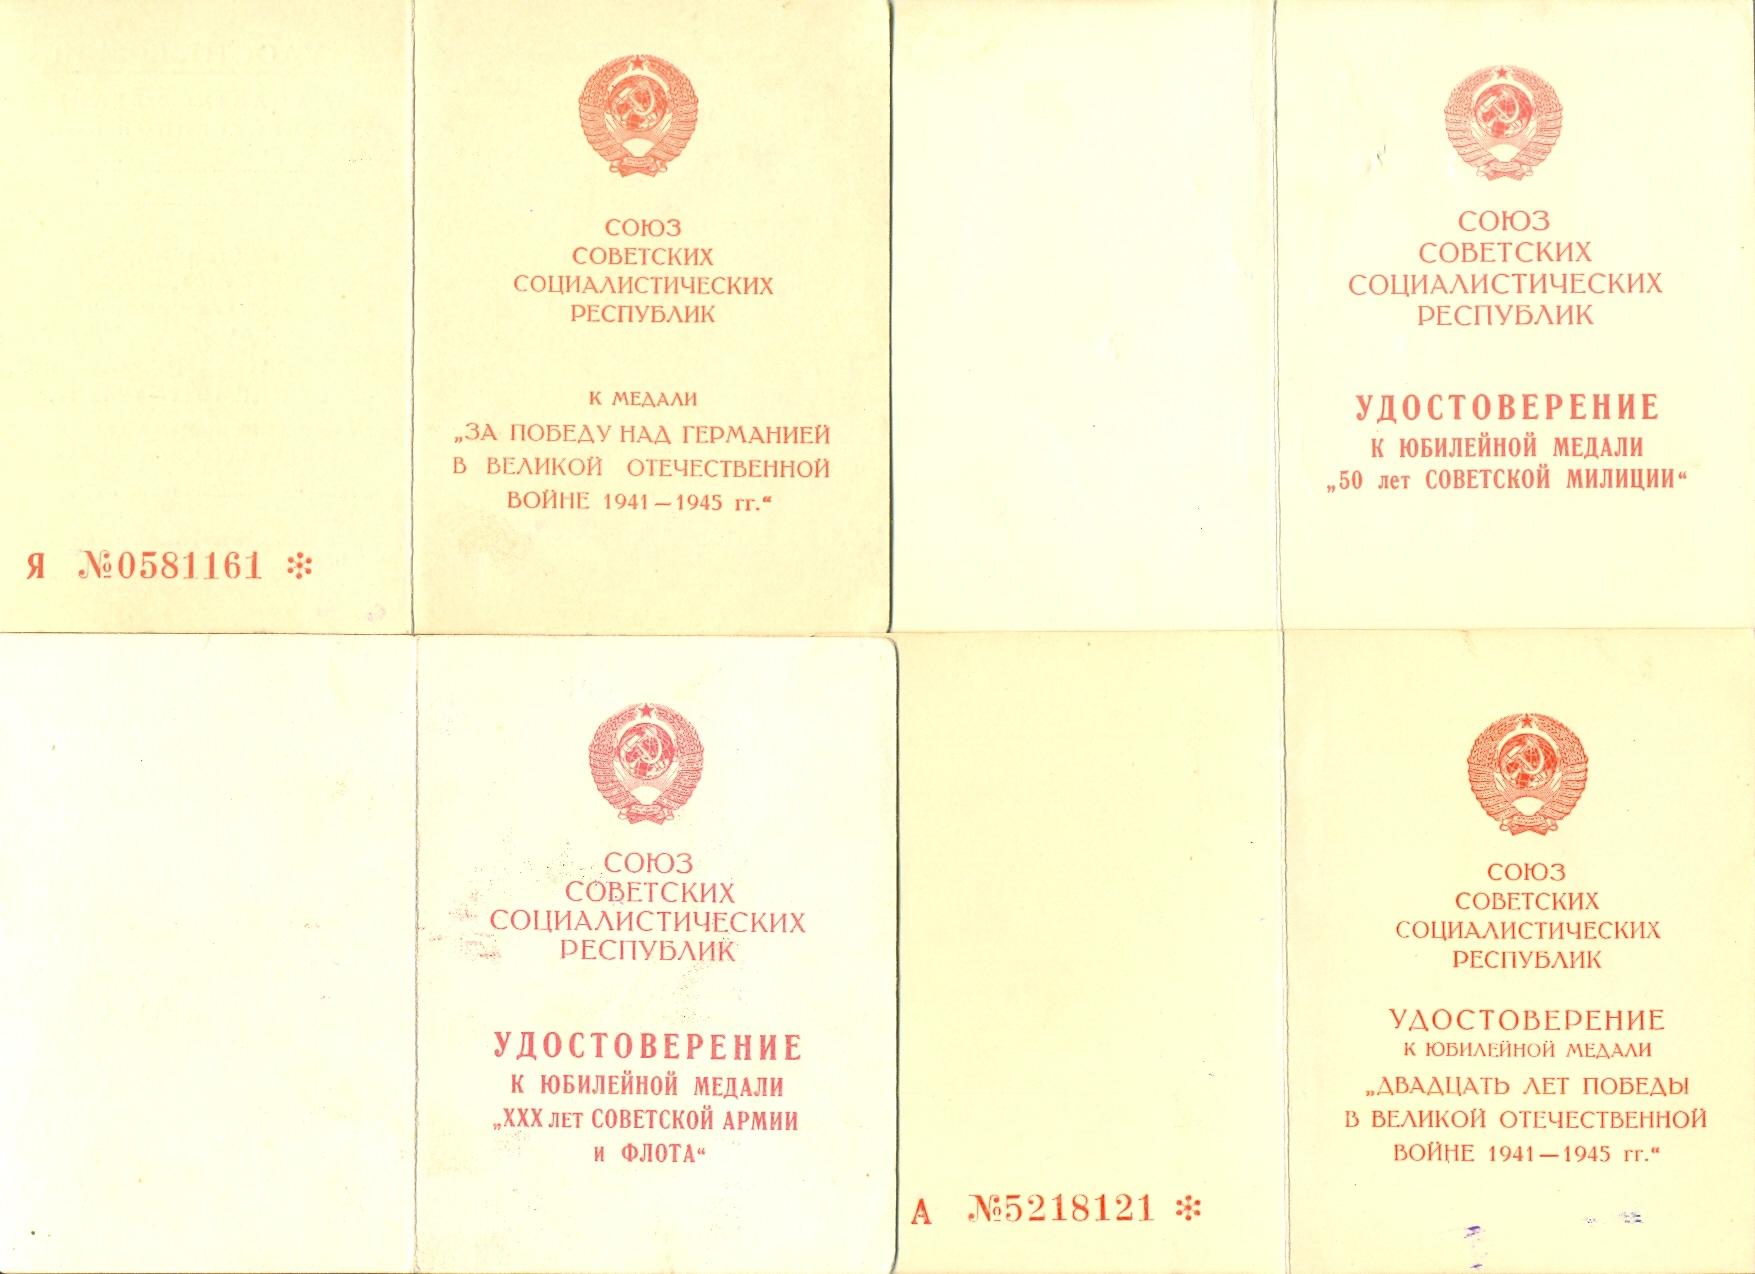 СОЮЗ
СОВЕТСКИХ
СОЦИАЛИСТИЧЕСКИХ
РЕСПУБЛИК
К МЕДАЛИ
„ЗА ПОБЕДУ НАД ГЕРМАНИЕЙ
В ВЕЛИКОЙ ОТЕЧЕСТВЕННОЙ
ВОЙНЕ 1941—1945 гг.“
Я №0581161
СОЮЗ
СОВЕТСКИХ
СОЦИАЛИСТИЧЕСКИХ
РЕСПУБЛИК
УДОСТОВЕРЕНИЕ
К ЮБИЛЕЙНОЙ МЕДАЛИ
„50 лет СОВЕТСКОЙ МИЛИЦИИ“
СОЮЗ
СОВЕТСКИХ
СОЦИАЛИСТИЧЕСКИХ
РЕСПУБЛИК
УДОСТОВЕРЕНИЕ
К ЮБИЛЕЙНОЙ МЕДАЛИ
„XXX лет СОВЕТСКОЙ АРМИИ
и ФЛОТА“
СОЮЗ
СОВЕТСКИХ
СОЦИАЛИСТИЧЕСКИХ
РЕСПУБЛИК
УДОСТОВЕРЕНИЕ
К ЮБИЛЕЙНОЙ МЕДАЛИ
„ДВАДЦАТЬ ЛЕТ ПОБЕДЫ
В ВЕЛИКОЙ ОТЕЧЕСТВЕННОЙ
ВОЙНЕ 1941—1945 гг.“
А №5218121